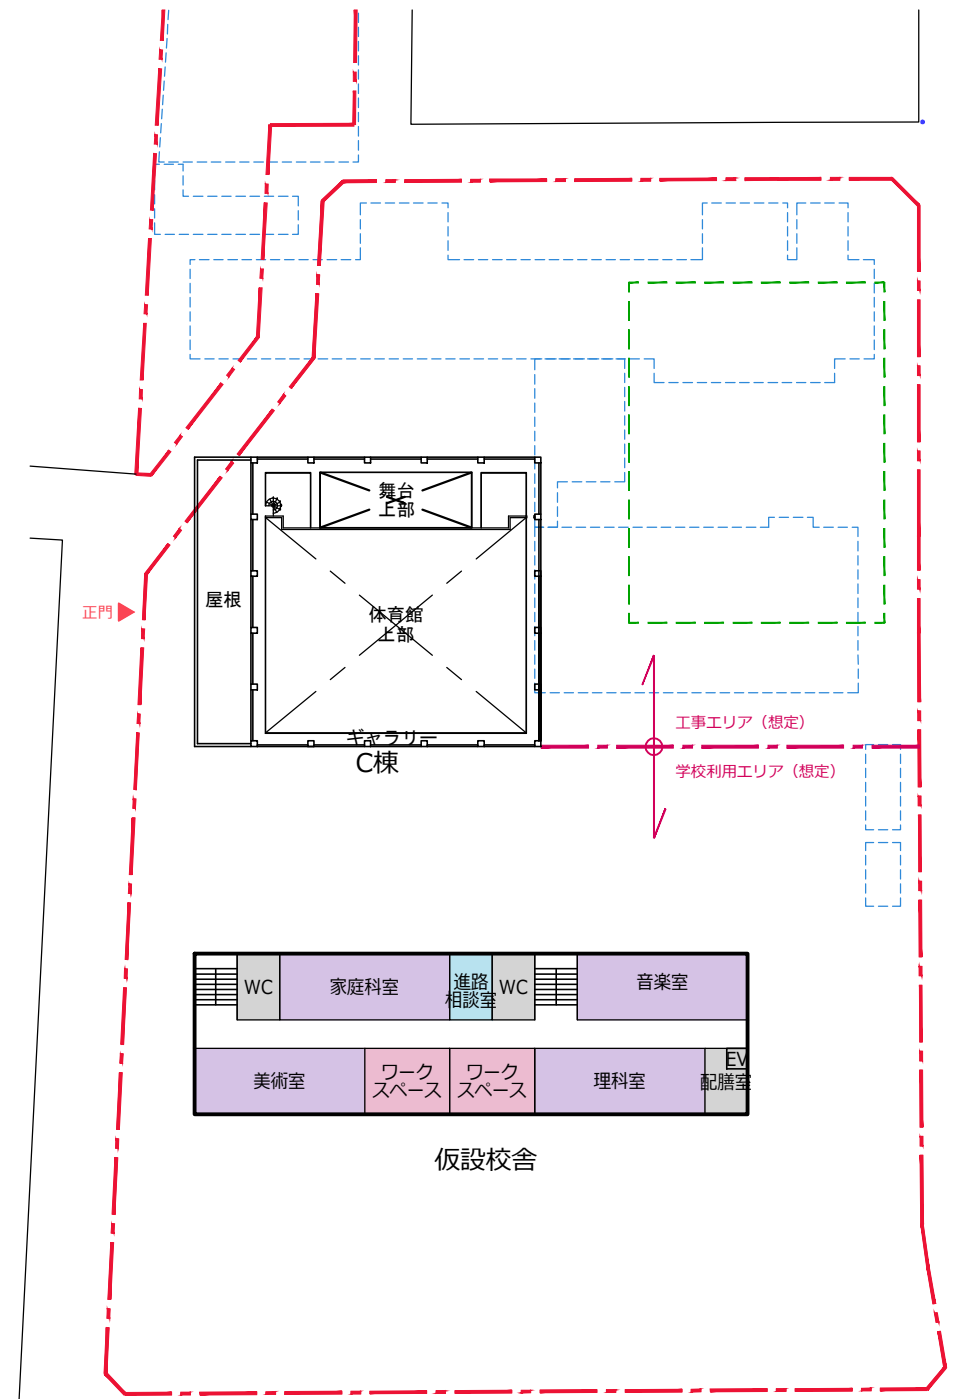 舞台
上部
屋根
体育館
上部
正門
工事エリア（想定）
ギャラリー
C棟
学校利用エリア（想定）
WC
家庭科室
進路
相談室
WC
音楽室
美術室
ワーク
スペース
ワーク
スペース
理科室
EV
配膳室
仮設校舎